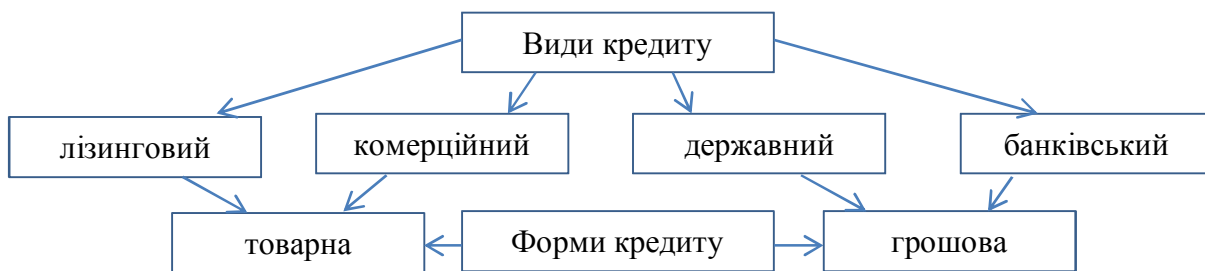 Види кредиту
лізинговий
комерційний
державний
банківський
товарна
Форми кредиту
грошова